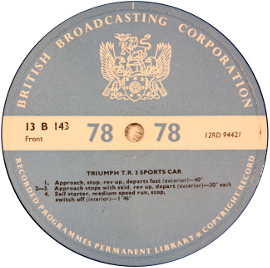 BRITISH BROADCASTING CORPORATION
13 B 143
Front
78 78
12RD 94421
TRIUMPH T.R. 3 SPORTS CAR
1. Approach, stop, rev up, departs fast (exterior)—40"
2—3. Approach stops with skid, rev up, depart (exterior)—30" each
4. Self starter, medium speed run, stop,
switch off (interior)—1'46"
RECORDED PROGRAMMES PERMANENT LIBRARY • COPYRIGHT RECORD